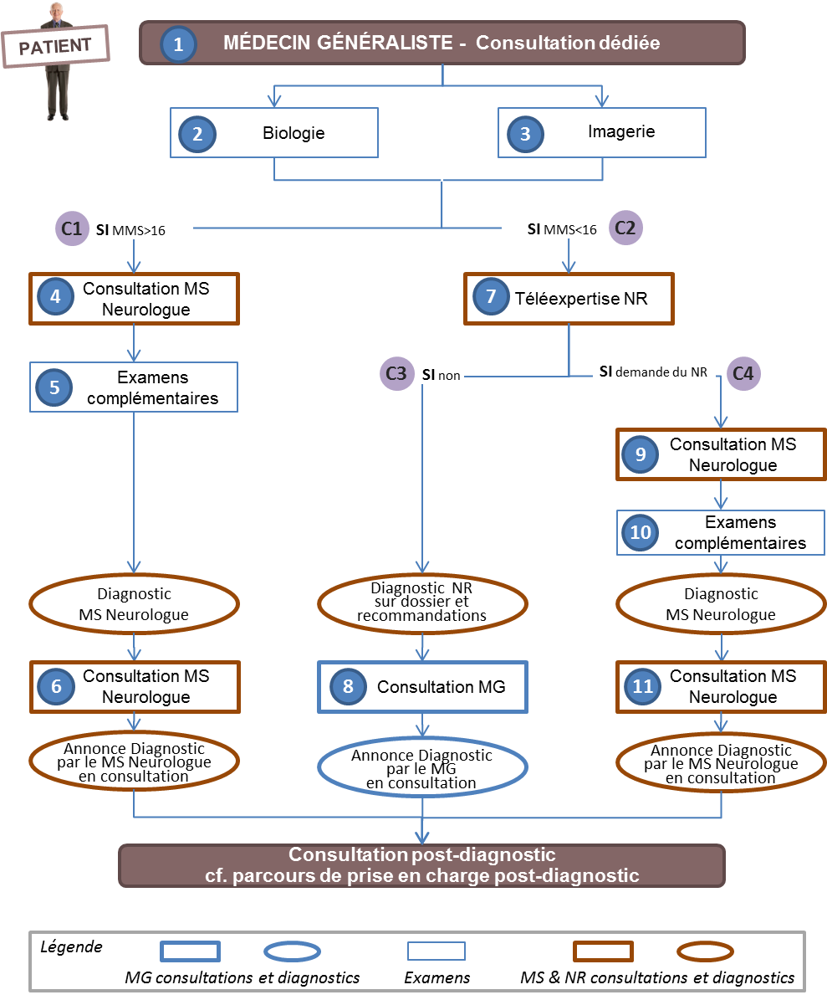 PATIENT
1 MÉDECIN GÉNÉRALISTE - Consultation dédiée
2 Biologie
3 Imagerie
C1 SI MMS>16
SI MMS<16 C2
4 Consultation MS
Neurologue
7 Téléexpertise NR
5 Examens
complémentaires
C3 SI non
SI demande du NR C4
9 Consultation MS
Neurologue
10 Examens
complémentaires
Diagnostic
MS Neurologue
Diagnostic NR
sur dossier et
recommandations
Diagnostic
MS Neurologue
6 Consultation MS
Neurologue
8 Consultation MG
11 Consultation MS
Neurologue
Annonce Diagnostic
par le MS Neurologue
en consultation
Annonce Diagnostic
par le MG
en consultation
Annonce Diagnostic
par le MS Neurologue
en consultation
Consultation post-diagnostic
cf. parcours de prise en charge post-diagnostic
Légende
MG consultations et diagnostics
Examens
MS & NR consultations et diagnostics